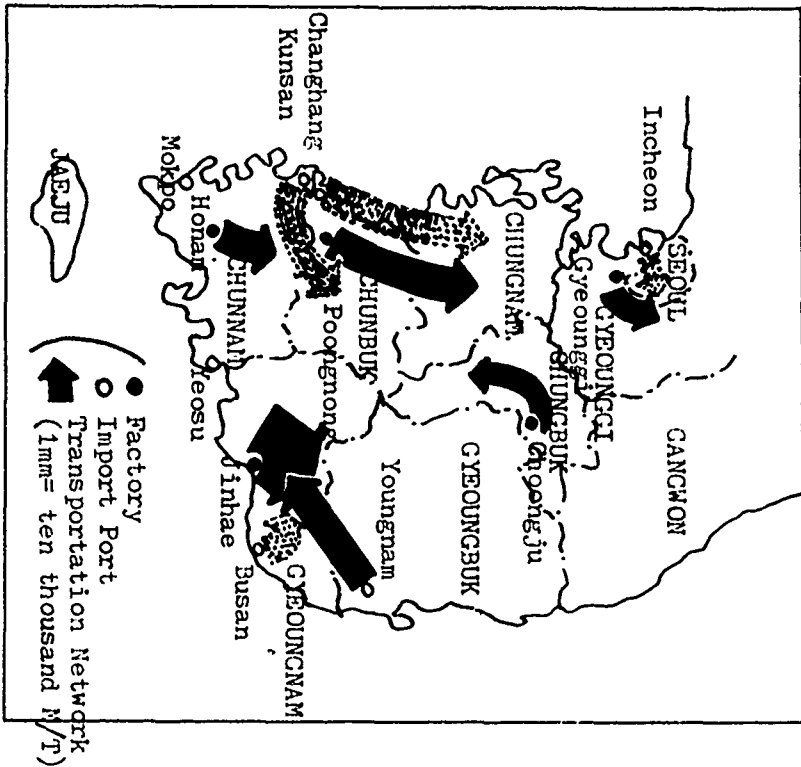 Incheon
SEOUL
Gyeounggi
GYEOUNGGI
CANGWON
CHUNGNAM
CHUNGBUK
Choongju
Changhang
Kunsan
CHUNBUK
Poongnong
GYEOUNGBUK
Youngnam
Mokpo
Honam
CHUNNAM
Yeosu
Jinhae
Busan
GYEOUNGNAM
JAEJU
Factory
Import Port
Transportation Network
(1mm= ten thousand M/T)